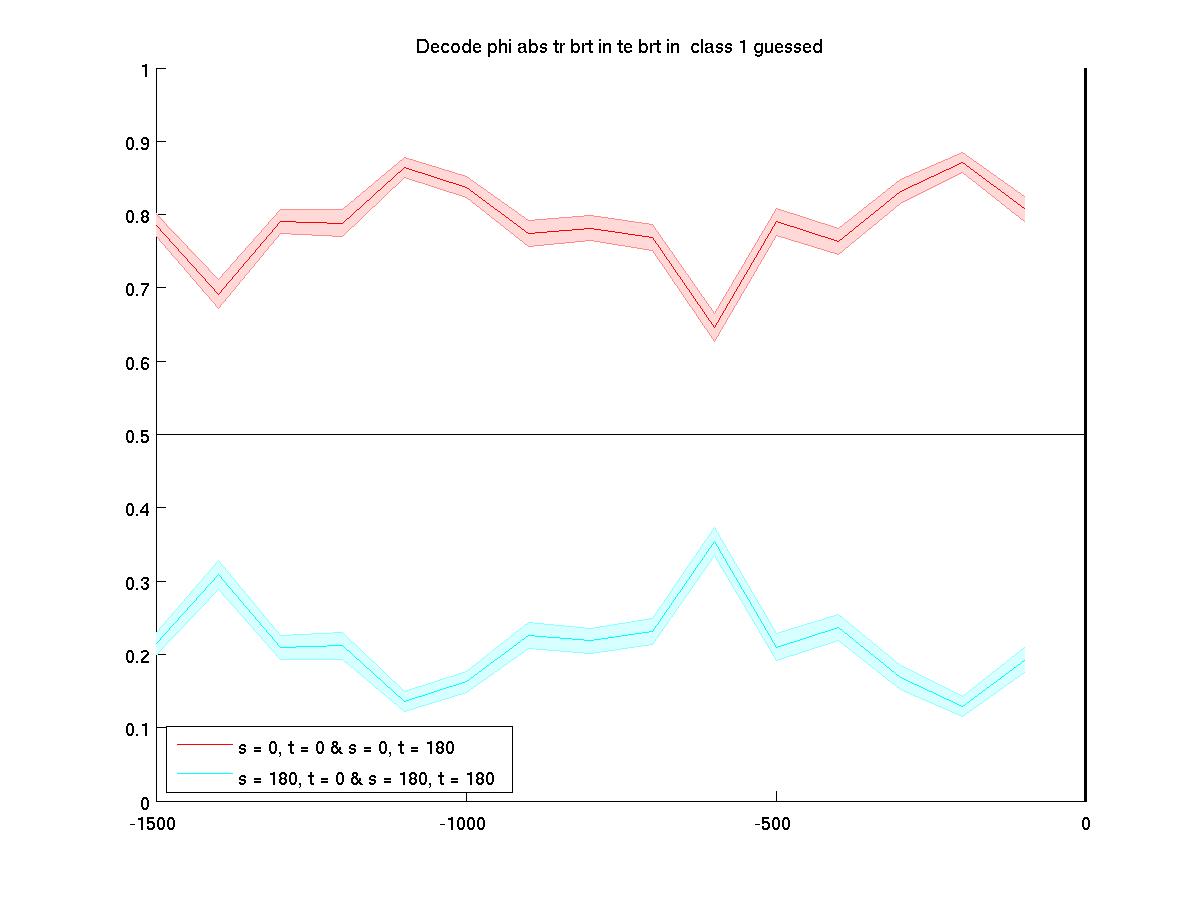 Decode phi abs tr brt in te brt in  class 1 guessed
1
0.9
0.8
0.7
0.6
0.5
0.4
0.3
0.2
0.1
0
s = 0, t = 0 & s = 0, t = 180
s = 180, t = 0 & s = 180, t = 180
-1500 -1000 -500 0